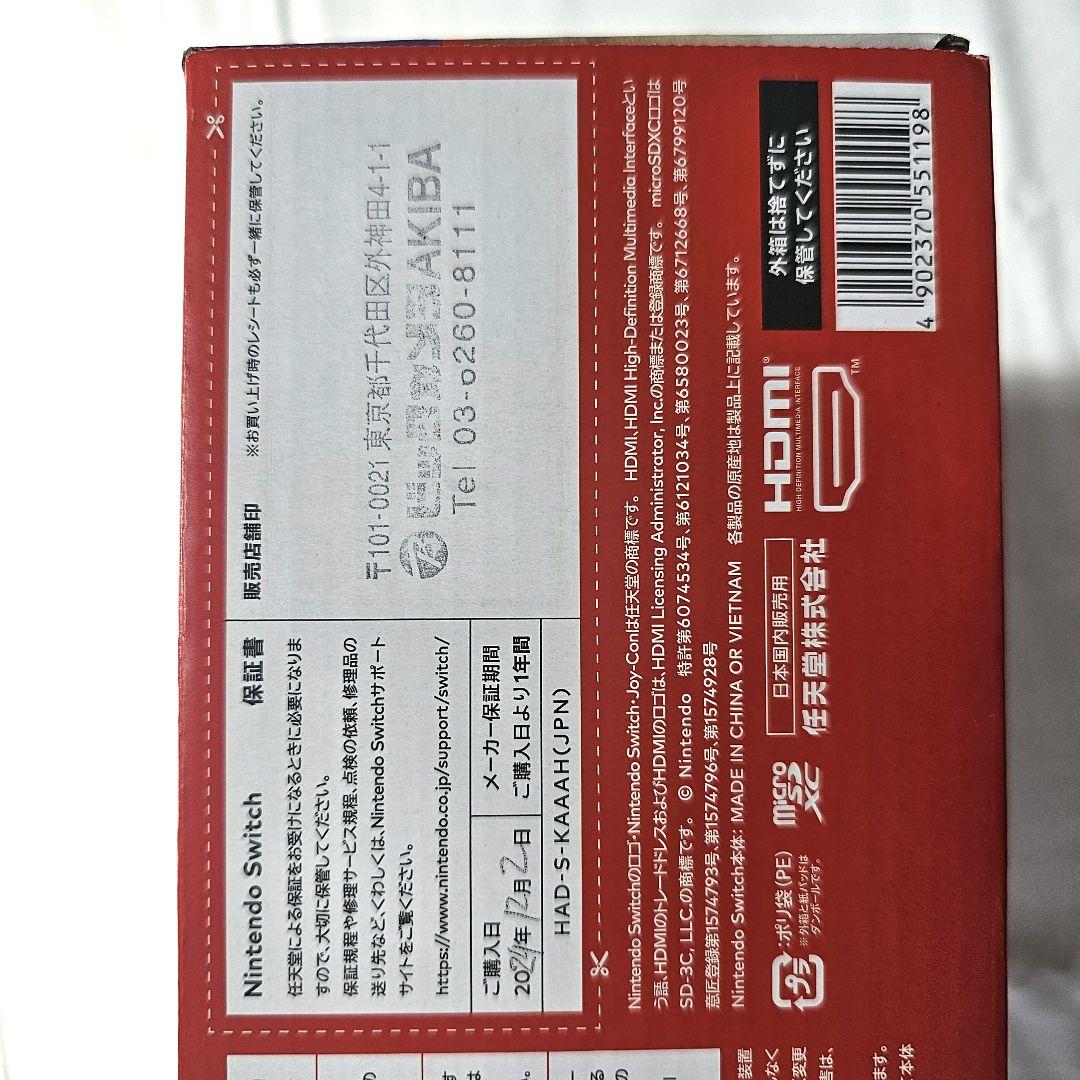 Nintendo Switch 保証書
任天堂による保証をお受けになるときに必要になりま
すので、大切に保管してください。
保証規程や修理サービス規程、点検の依頼、修理品の
送り先など、くわしくは、Nintendo Switchサポート
サイトをご覧ください。
https://www.nintendo.co.jp/support/switch/
ご購入日
2024年12月2日
メーカー保証期間
ご購入日より1年間
HAD-S-KAAAH(JPN)
販売店舗印
※お買い上げ時のレシートも必ず一緒に保管してください。
〒101-0021 東京都千代田区外神田4-1-1
AKIBA
Tel 03-5260-8111
Nintendo Switchのロゴ・Nintendo Switch・Joy-Conは任天堂の商標です。 HDMI、HDMI High-Definition Multimedia Interfaceとい
う語、HDMIのトレードドレスおよびHDMIのロゴは、HDMI Licensing Administrator, Inc.の商標または登録商標です。 microSDXCロゴは
SD-3C, LLC.の商標です。 © Nintendo 特許第6074534号、第6121034号、第6580023号、第6712668号、第6799120号
意匠登録第1574793号、第1574796号、第1574928号
Nintendo Switch本体: MADE IN CHINA OR VIETNAM 各製品の原産地は製品上に記載しています。
プラ
:ポリ袋(PE)
※外箱と紙パッドは
ダンボールです。
micro
SD
XC
日本国内販売用
任天堂株式会社
HDMI®
HIGH-DEFINITION MULTIMEDIA INTERFACE
TM
外箱は捨てずに
保管してください
4 902370 551198